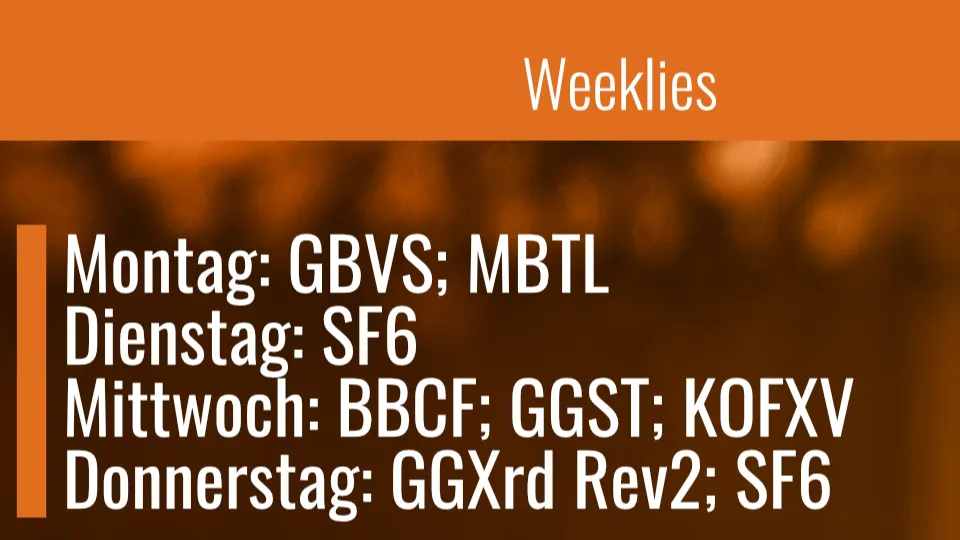 Weeklies
Montag: GBVS; MBTL
Dienstag: SF6
Mittwoch: BBCF; GGST; KOFXV
Donnerstag: GGXrd Rev2; SF6